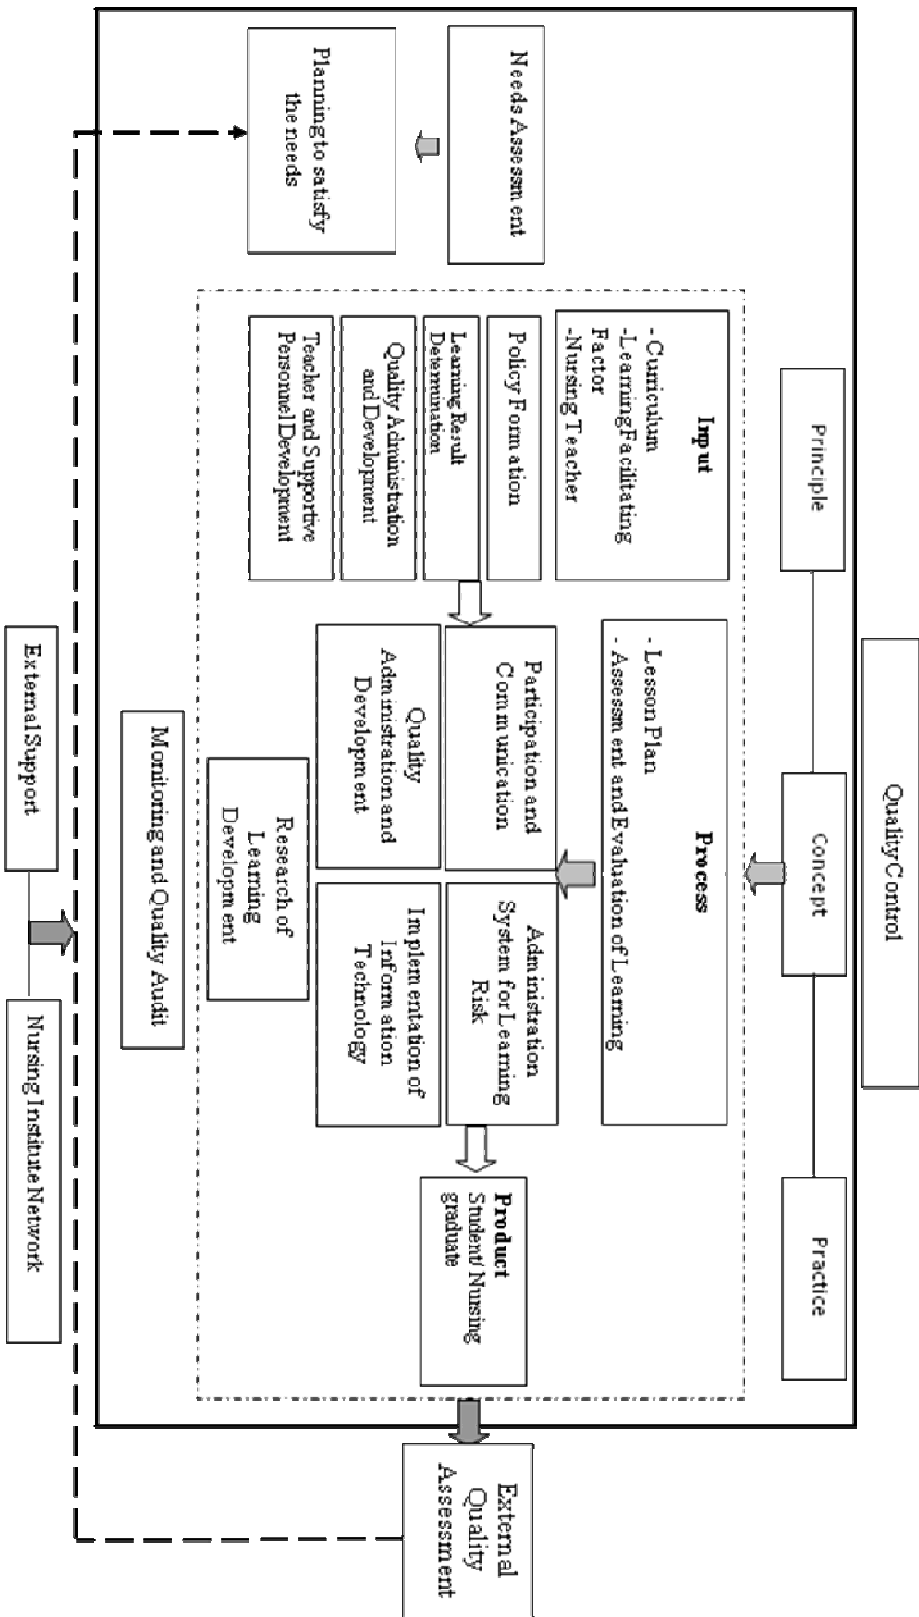 Quality Control
Principle
Concept
Practice
Needs Assessment
Planning to satisfy
the needs
Input
- Curriculum
- Learning Facilitating
Factor
- Nursing Teacher
Policy Formation
Learning Result
Determination
Quality Administration
and Development
Teacher and Supportive
Personnel Development
Process
- Lesson Plan
- Assessment and Evaluation of Learning
Participation and
Communication
Administration
System for Learning
Risk
Quality
Administration and
Development
Implementation of
Information
Technology
Research of
Learning
Development
Product
Student/ Nursing
graduate
Monitoring and Quality Audit
External
Quality
Assessment
External Support
Nursing Institute Network